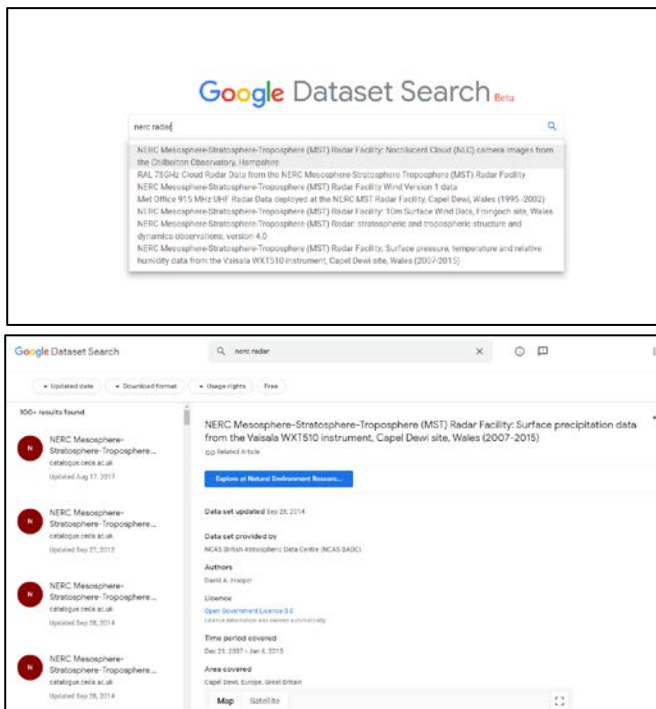 Google Dataset Search Beta
nerc radar
NERC Mesosphere-Stratosphere-Troposphere (MST) Radar Facility: Noctilucent Cloud (NLC) camera images from
the Chilbolton Observatory, Hampshire
RAL 78GHz Cloud Radar Data from the NERC Mesosphere-Stratosphere-Troposphere (MST) Radar Facility
NERC Mesosphere-Stratosphere-Troposphere (MST) Radar Facility Wind Version 1 data
Met Office 915 MHz UHF Radar Data deployed at the NERC MST Radar Facility, Capel Dewi, Wales (1995 -2002)
NERC Mesosphere-Stratosphere-Troposphere (MST) Radar Facility: 10m Surface Wind Data, Frongoch site, Wales
NERC Mesosphere-Stratosphere-Troposphere (MST) Radar: stratospheric and tropospheric structure and
dynamics observations, version 4.0
NERC Mesosphere-Stratosphere-Troposphere (MST) Radar Facility: Surface pressure, temperature and relative
humidity data from the Vaisala WXT510 instrument, Capel Dewi site, Wales (2007-2015)
Google Dataset Search
nerc radar
Updated date
Download format
Usage rights
Free
100+ results found
N
NERC Mesosphere-
Stratosphere-Troposphere...
catalogue.ceda.ac.uk
Updated Aug 17, 2017
N
NERC Mesosphere-
Stratosphere-Troposphere...
catalogue.ceda.ac.uk
Updated Sep 27, 2012
N
NERC Mesosphere-
Stratosphere-Troposphere...
catalogue.ceda.ac.uk
Updated Sep 28, 2014
N
NERC Mesosphere-
Stratosphere-Troposphere...
catalogue.ceda.ac.uk
Updated Sep 28, 2014
NERC Mesosphere-Stratosphere-Troposphere (MST) Radar Facility: Surface precipitation data
from the Vaisala WXT510 instrument, Capel Dewi site, Wales (2007-2015)
Related Article
Explore at Natural Environment Researc...
Data set updated Sep 28, 2014
Data set provided by
NCAS British Atmospheric Data Centre (NCAS BADC)
Authors
David A. Hooper
Licence
Open Government Licence 3.0
Licence information was derived automatically
Time period covered
Dec 29, 2007 - Jan 6, 2015
Area covered
Capel Dewi, Europe, Great Britain
Map
Satellite